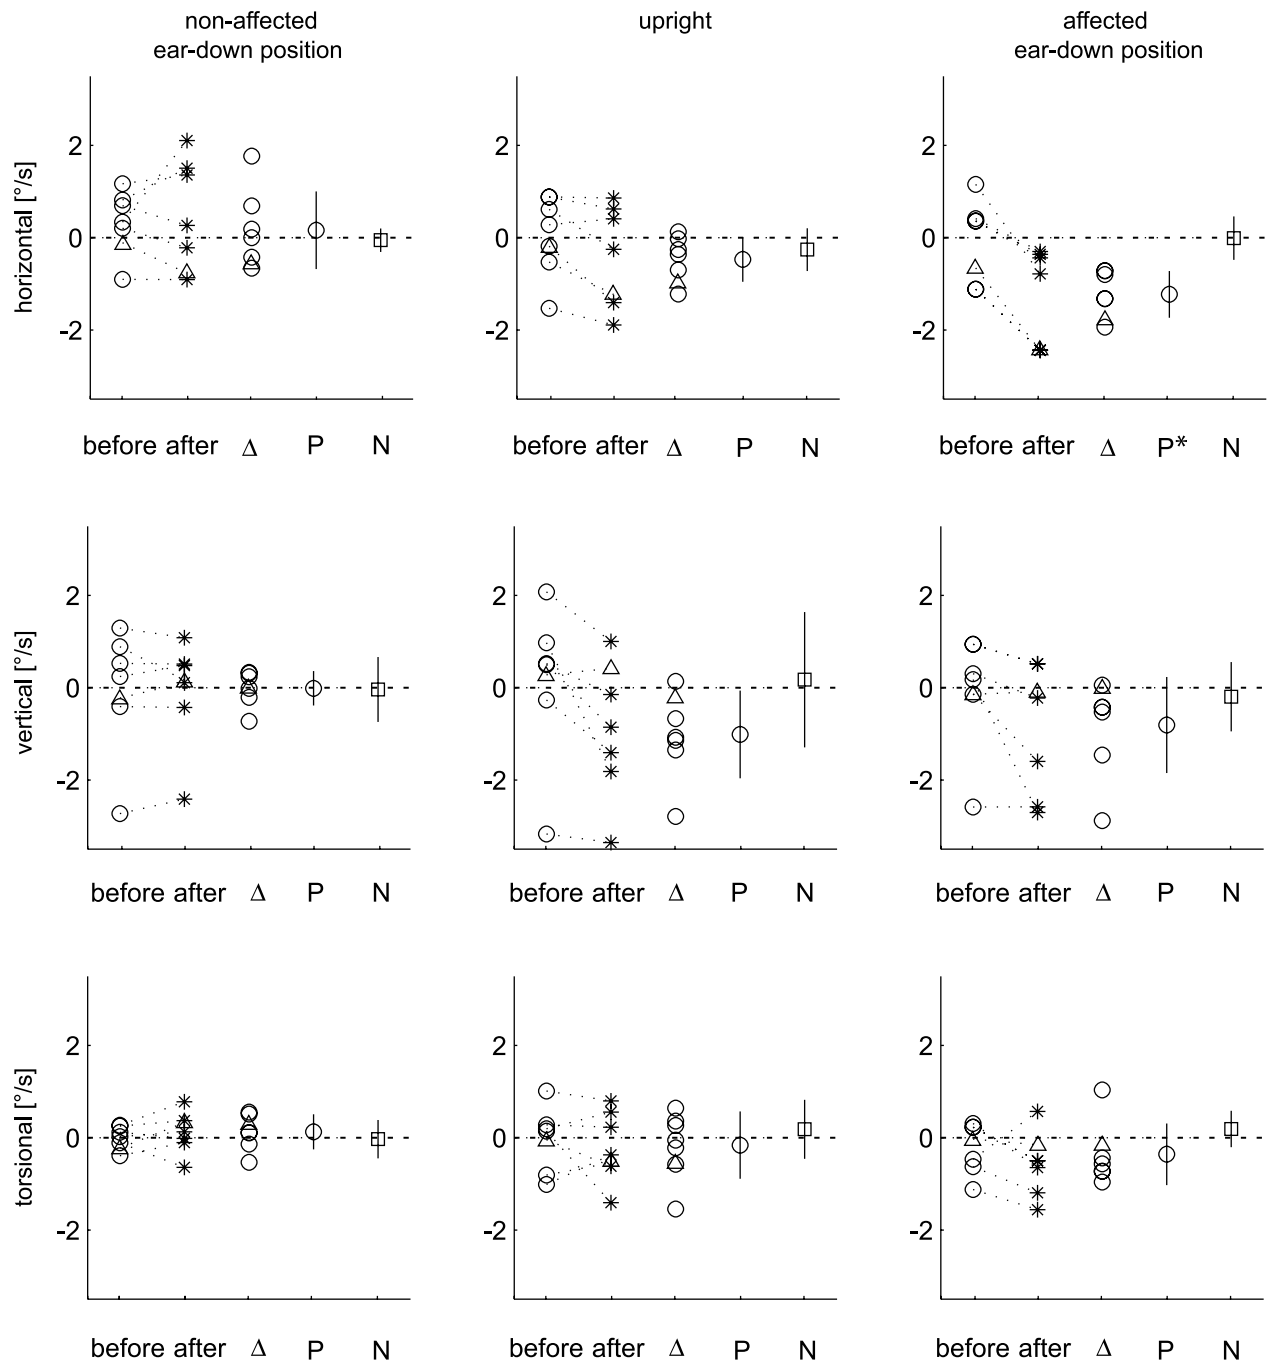 non-affected
ear-down position
upright
affected
ear-down position
horizontal [°/s]
2
0
-2
before after Δ P N
2
0
-2
before after Δ P N
2
0
-2
before after Δ P* N
vertical [°/s]
2
0
-2
before after Δ P N
2
0
-2
before after Δ P N
2
0
-2
before after Δ P N
torsional [°/s]
2
0
-2
before after Δ P N
2
0
-2
before after Δ P N
2
0
-2
before after Δ P N